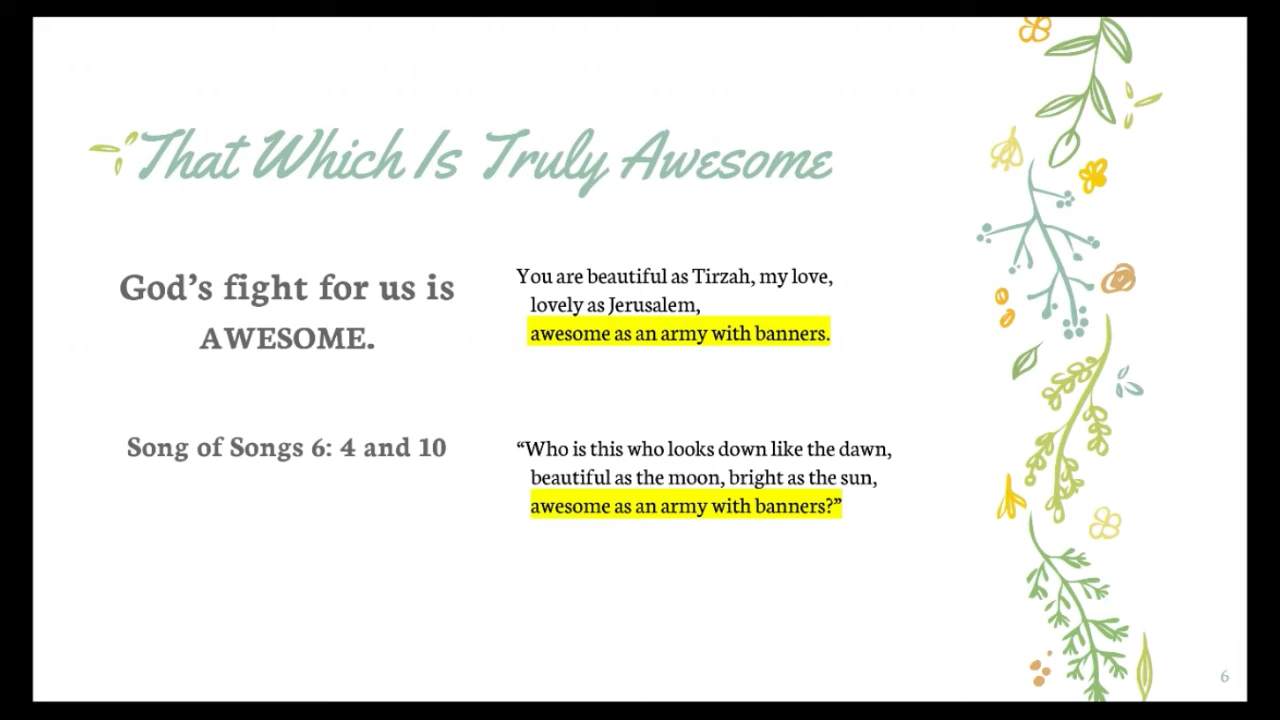 That Which Is Truly Awesome
God’s fight for us is
AWESOME.
Song of Songs 6: 4 and 10
You are beautiful as Tirzah, my love,
lovely as Jerusalem,
awesome as an army with banners.
“Who is this who looks down like the dawn,
beautiful as the moon, bright as the sun,
awesome as an army with banners?”
6